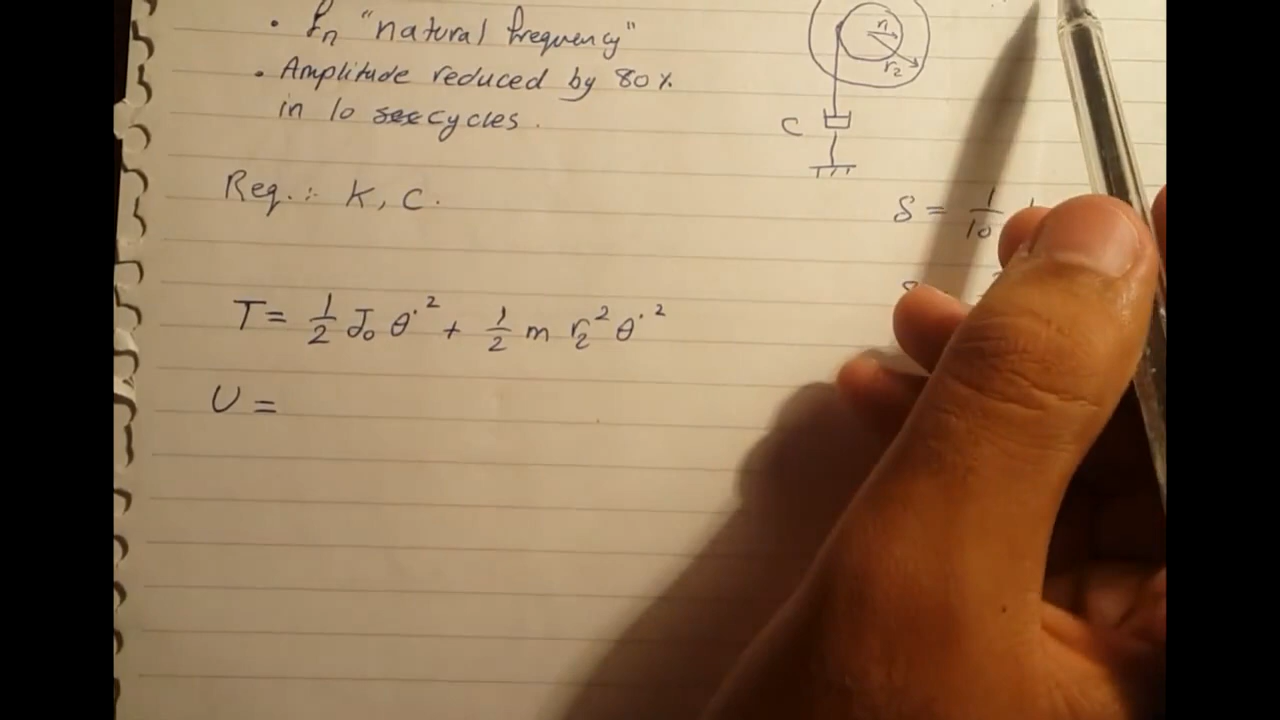 • fn "natural frequency"
• Amplitude reduced by 80%
in 10 cycles.
Req.: K, C.
T = 1/2 J₀ θ˙² + 1/2 m r₂² θ˙²
U =
r₁
r₂
C
δ = 1/10